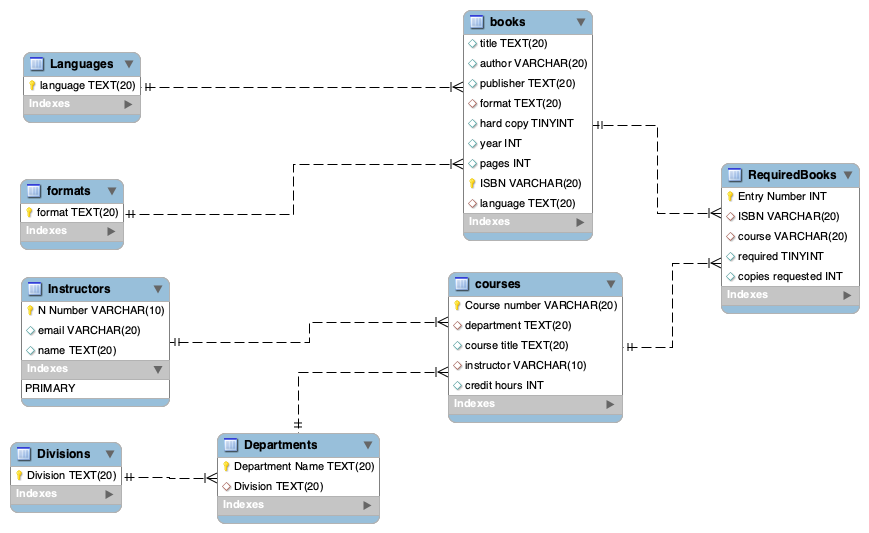 books
title TEXT(20)
author VARCHAR(20)
publisher TEXT(20)
format TEXT(20)
hard copy TINYINT
year INT
pages INT
ISBN VARCHAR(20)
language TEXT(20)
Indexes
Languages
language TEXT(20)
Indexes
formats
format TEXT(20)
Indexes
RequiredBooks
Entry Number INT
ISBN VARCHAR(20)
course VARCHAR(20)
required TINYINT
copies requested INT
Indexes
Instructors
N Number VARCHAR(10)
email VARCHAR(20)
name TEXT(20)
Indexes
PRIMARY
courses
Course number VARCHAR(20)
department TEXT(20)
course title TEXT(20)
instructor VARCHAR(10)
credit hours INT
Indexes
Divisions
Division TEXT(20)
Indexes
Departments
Department Name TEXT(20)
Division TEXT(20)
Indexes